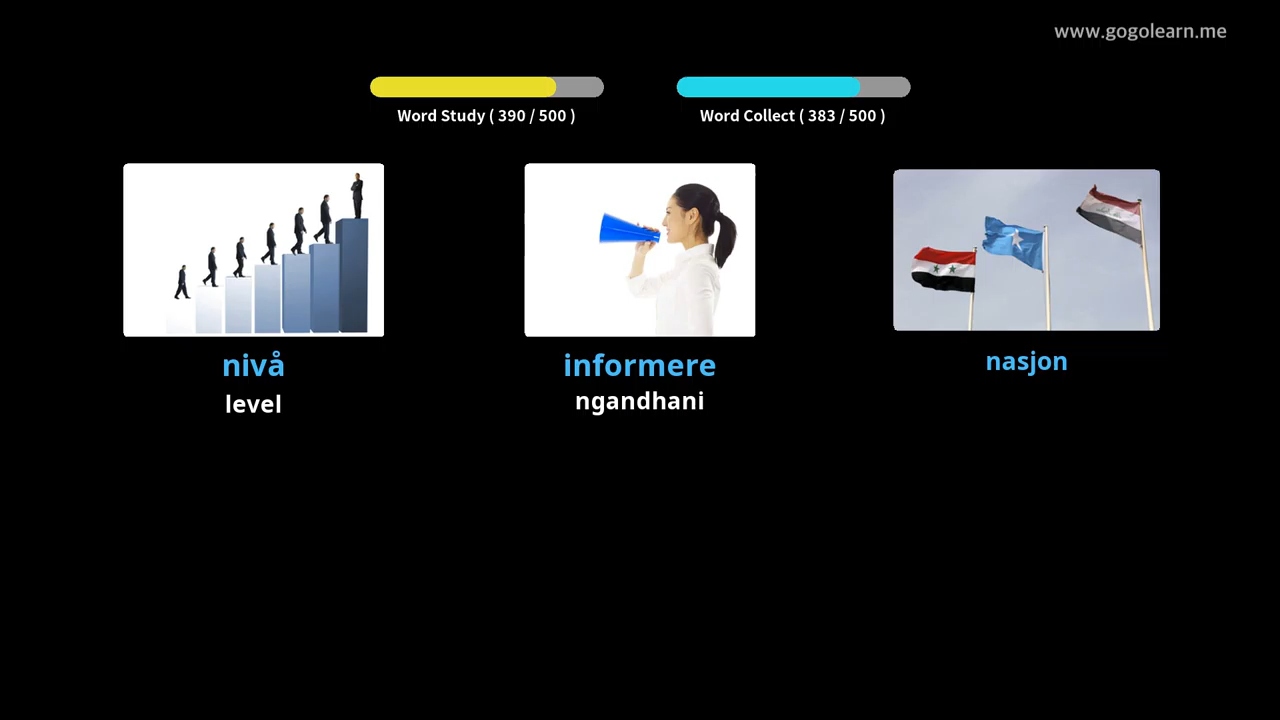 www.gogolearn.me
Word Study ( 390 / 500 )
Word Collect ( 383 / 500 )
nivå
level
informere
ngandhani
nasjon